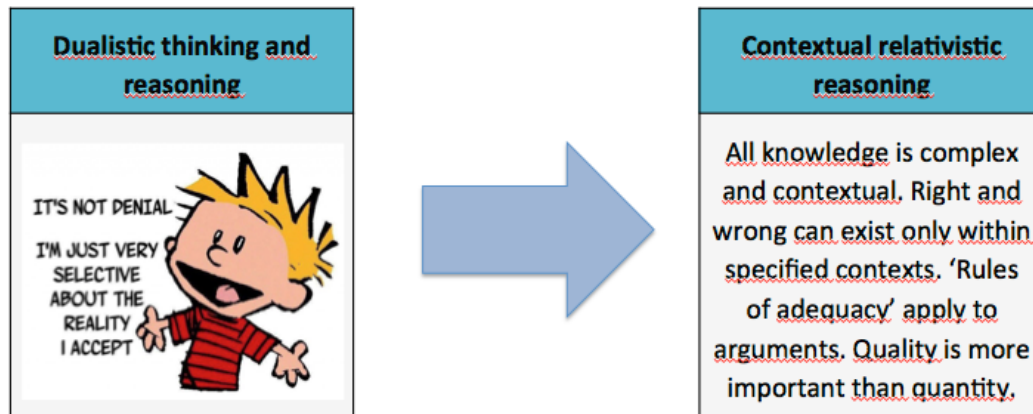 Dualistic thinking and
reasoning
IT'S NOT DENIAL
I'M JUST VERY
SELECTIVE
ABOUT THE
REALITY
I ACCEPT
Contextual relativistic
reasoning
All knowledge is complex
and contextual. Right and
wrong can exist only within
specified contexts. ‘Rules
of adequacy’ apply to
arguments. Quality is more
important than quantity.